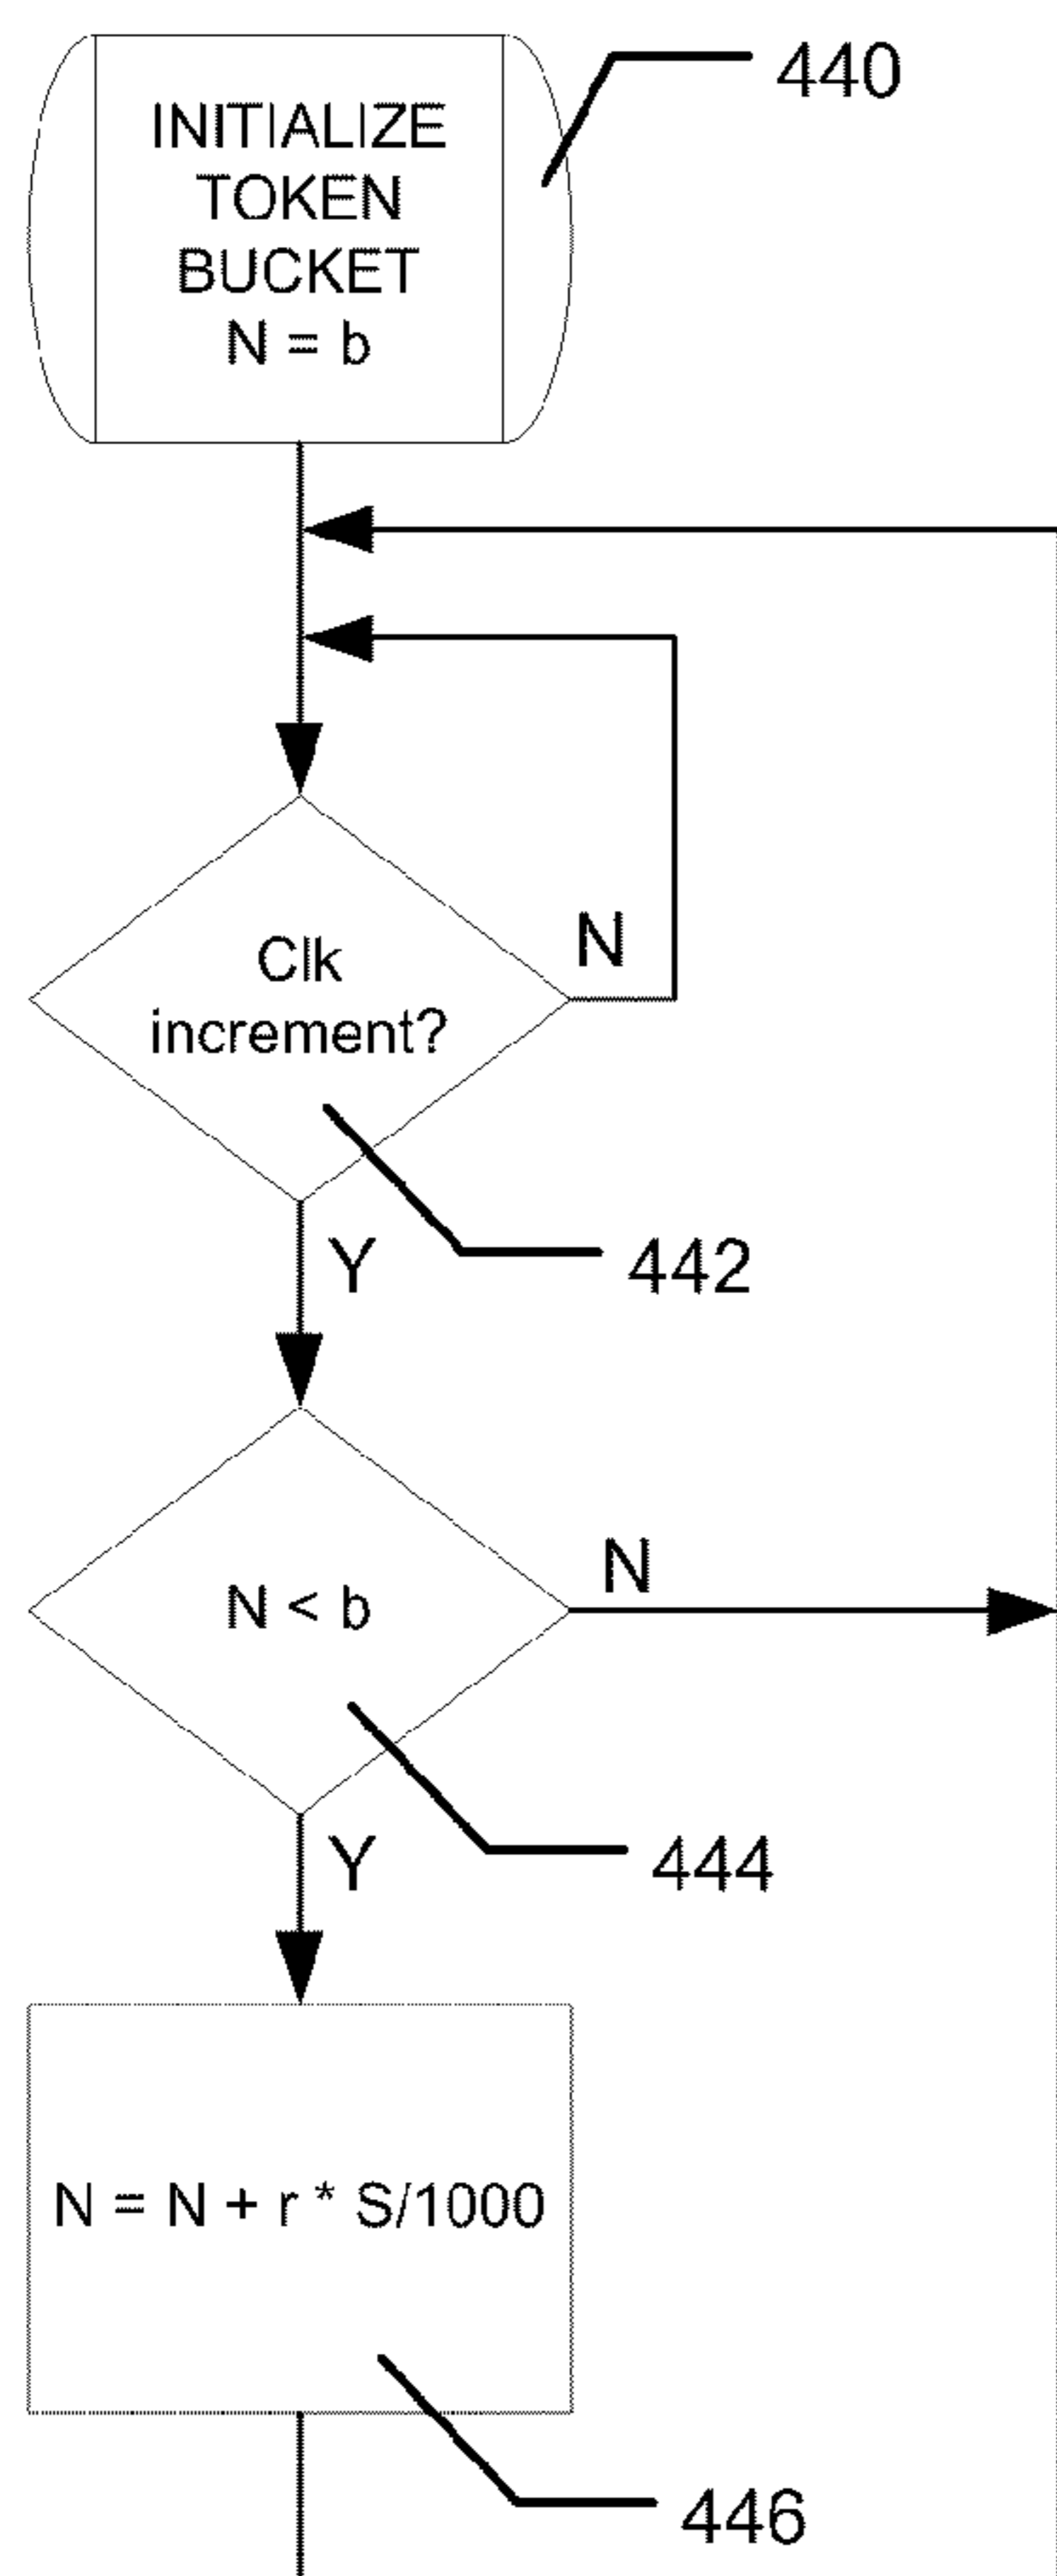 INITIALIZE
TOKEN
BUCKET
N = b
440
Clk
increment?
N
Y
442
N < b
N
Y
444
N = N + r * S/1000
446